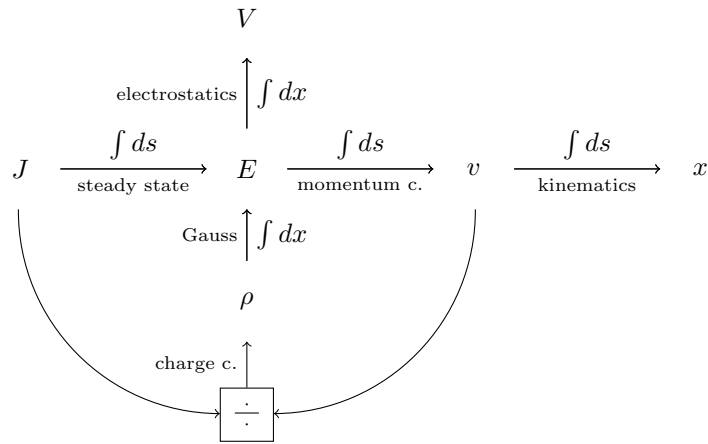 V
electrostatics ∫ dx
∫ ds ∫ ds ∫ ds
J E v x
steady state momentum c. kinematics
Gauss ∫ dx
ρ
charge c.
÷